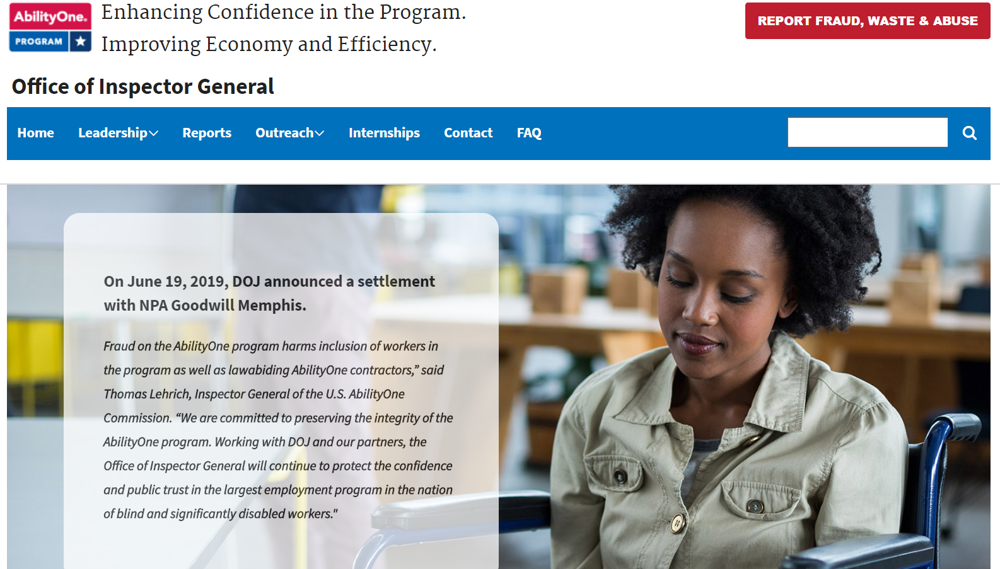 AbilityOne.
PROGRAM
Enhancing Confidence in the Program.
Improving Economy and Efficiency.
REPORT FRAUD, WASTE & ABUSE
Office of Inspector General
Home Leadership Reports Outreach Internships Contact FAQ
On June 19, 2019, DOJ announced a settlement
with NPA Goodwill Memphis.
Fraud on the AbilityOne program harms inclusion of workers in
the program as well as lawabiding AbilityOne contractors,” said
Thomas Lehrich, Inspector General of the U.S. AbilityOne
Commission. “We are committed to preserving the integrity of the
AbilityOne program. Working with DOJ and our partners, the
Office of Inspector General will continue to protect the confidence
and public trust in the largest employment program in the nation
of blind and significantly disabled workers."